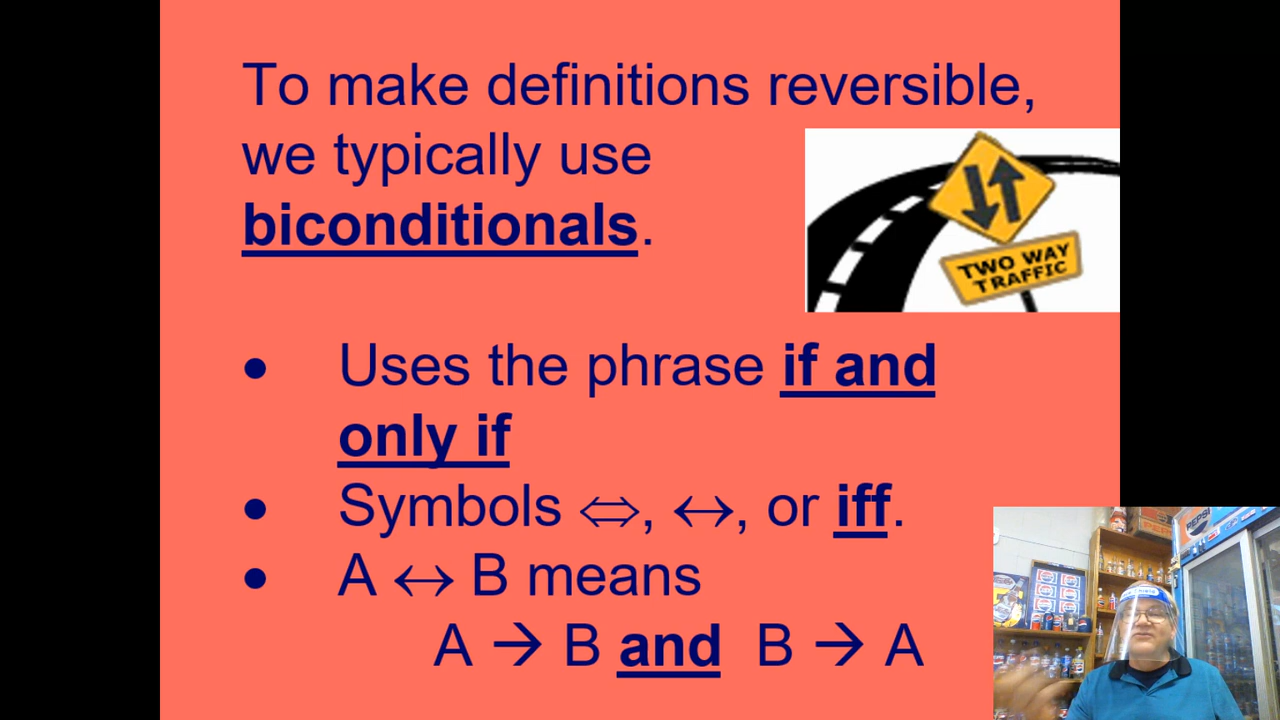 To make definitions reversible,
we typically use
biconditionals.
TWO WAY
TRAFFIC
● Uses the phrase if and
only if
● Symbols ⇔, ↔, or iff.
● A ↔ B means
A → B and B → A
PEPSI